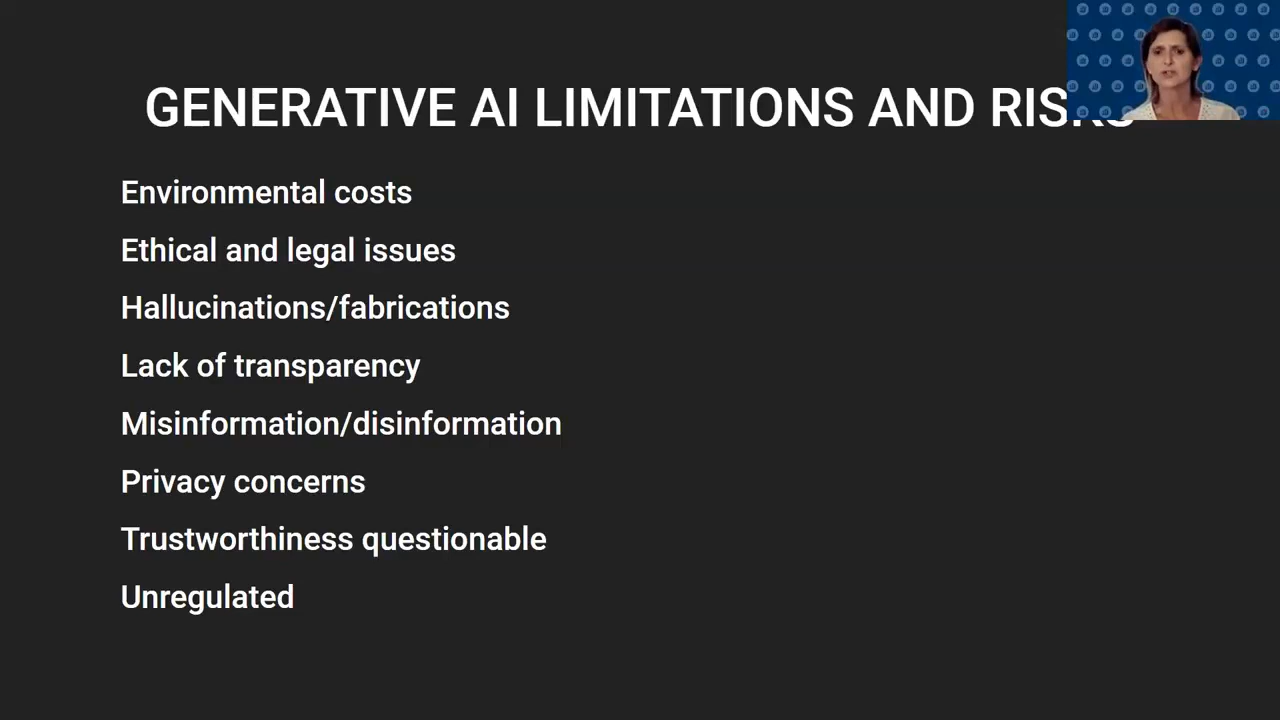 GENERATIVE AI LIMITATIONS AND RISKS
Environmental costs
Ethical and legal issues
Hallucinations/fabrications
Lack of transparency
Misinformation/disinformation
Privacy concerns
Trustworthiness questionable
Unregulated